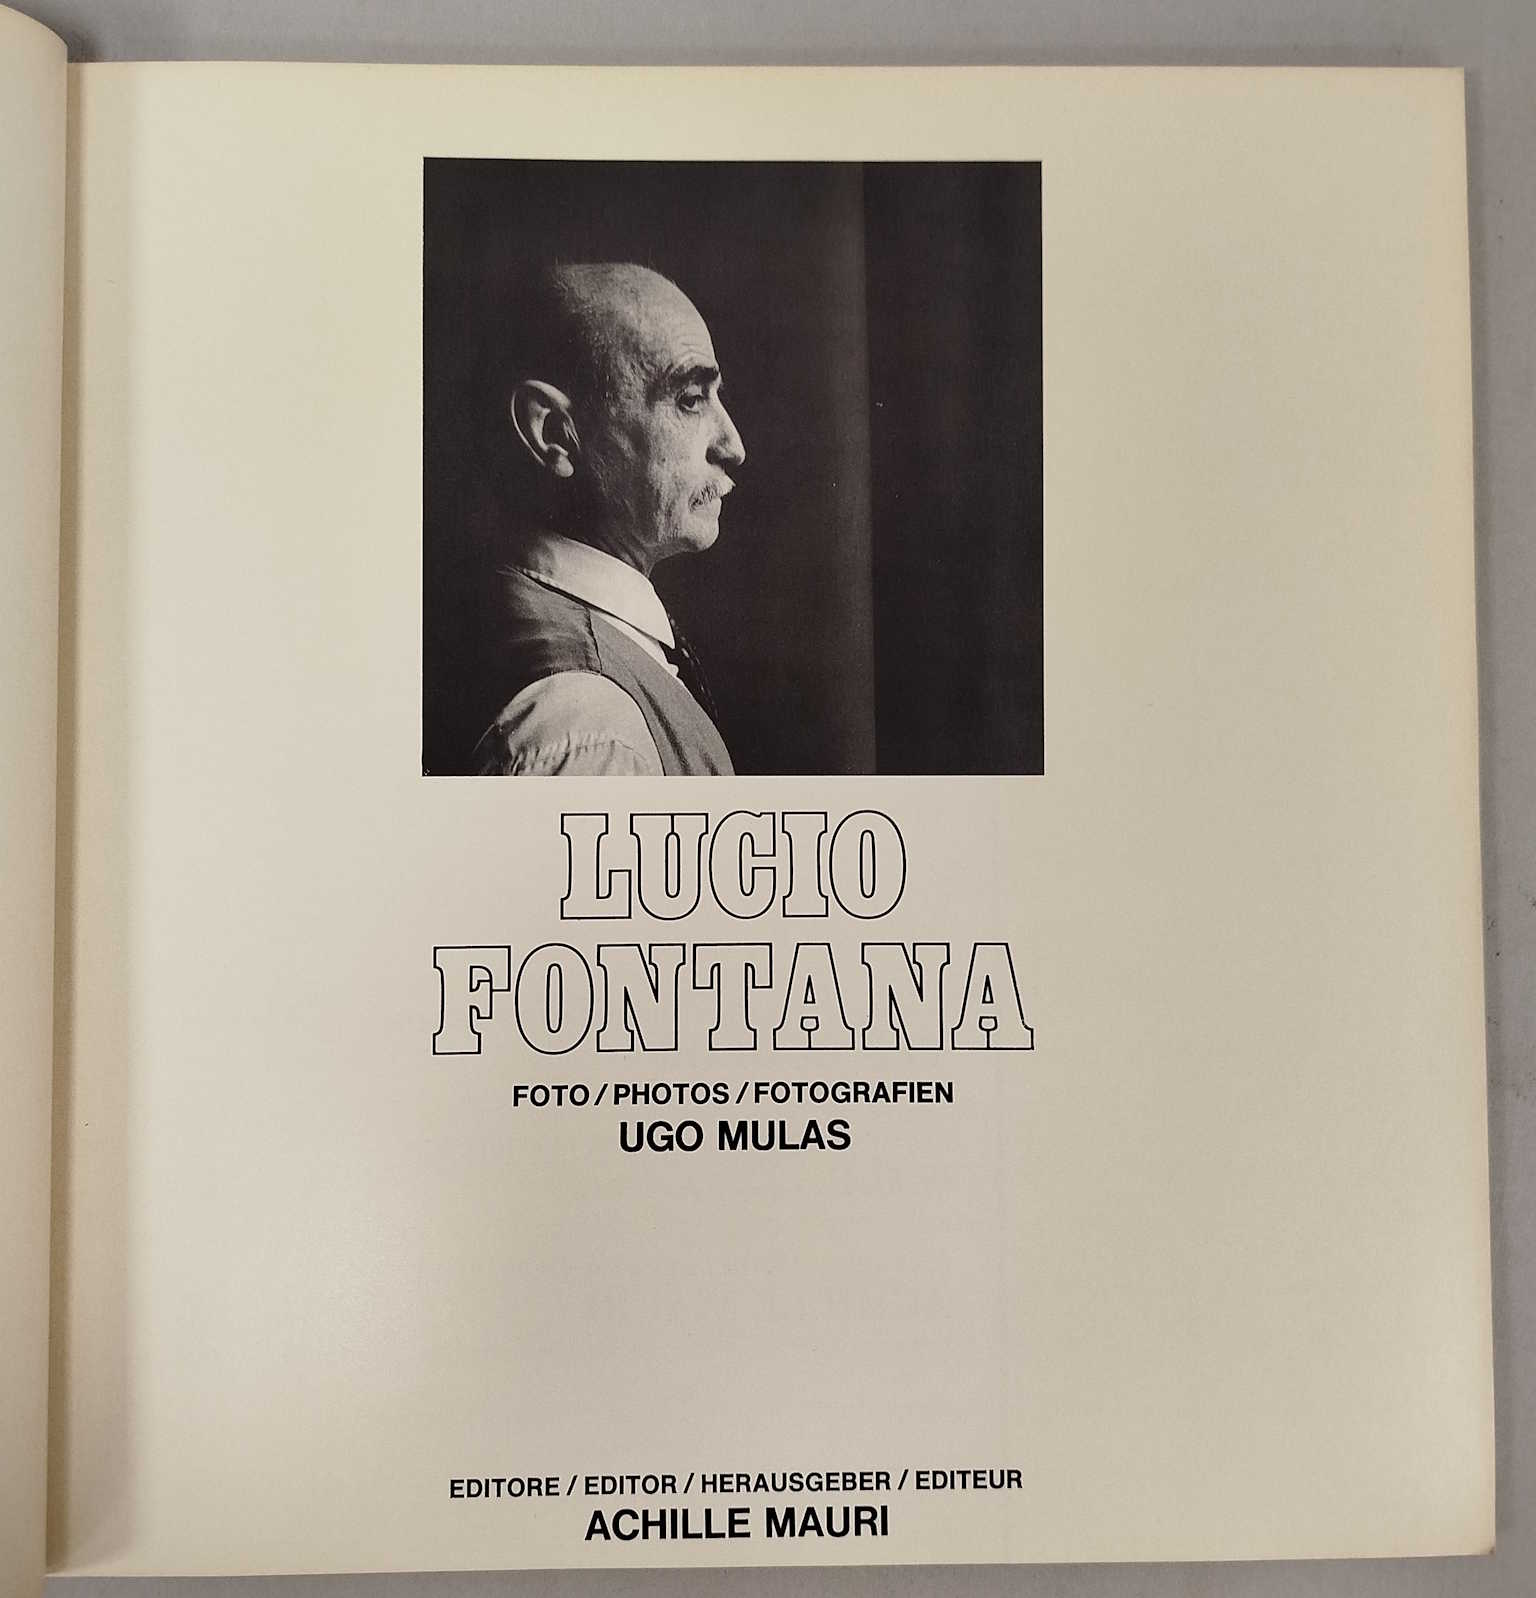 LUCIO
FONTANA
FOTO / PHOTOS / FOTOGRAFIEN
UGO MULAS
EDITORE / EDITOR / HERAUSGEBER / EDITEUR
ACHILLE MAURI